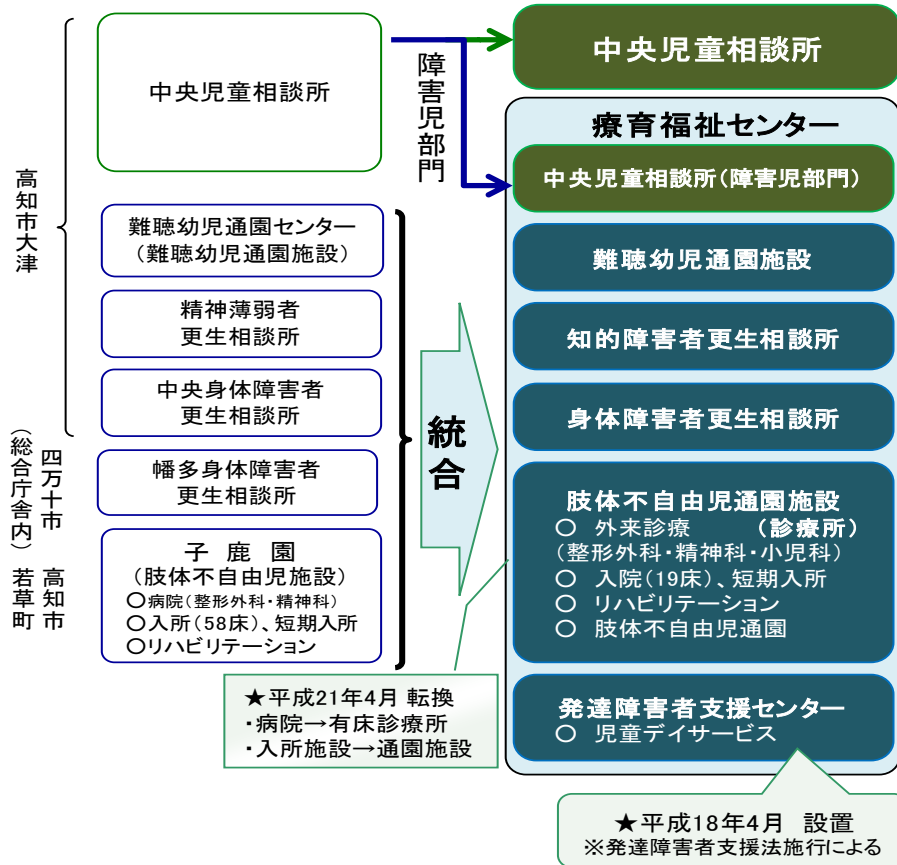 高知市大津
四万十市
（総合庁舎内）
高知市
若草町
中央児童相談所
難聴幼児通園センター
（難聴幼児通園施設）
精神薄弱者
更生相談所
中央身体障害者
更生相談所
幡多身体障害者
更生相談所
子鹿園
（肢体不自由児施設）
○病院（整形外科・精神科）
○入所（58床）、短期入所
○リハビリテーション
障害児部門
統合
★平成21年4月 転換
・病院→有床診療所
・入所施設→通園施設
中央児童相談所
療育福祉センター
中央児童相談所（障害児部門）
難聴幼児通園施設
知的障害者更生相談所
身体障害者更生相談所
肢体不自由児通園施設
○ 外来診療 （診療所）
（整形外科・精神科・小児科）
○ 入院（19床）、短期入所
○ リハビリテーション
○ 肢体不自由児通園
発達障害者支援センター
○ 児童デイサービス
★平成18年4月 設置
※発達障害者支援法施行による